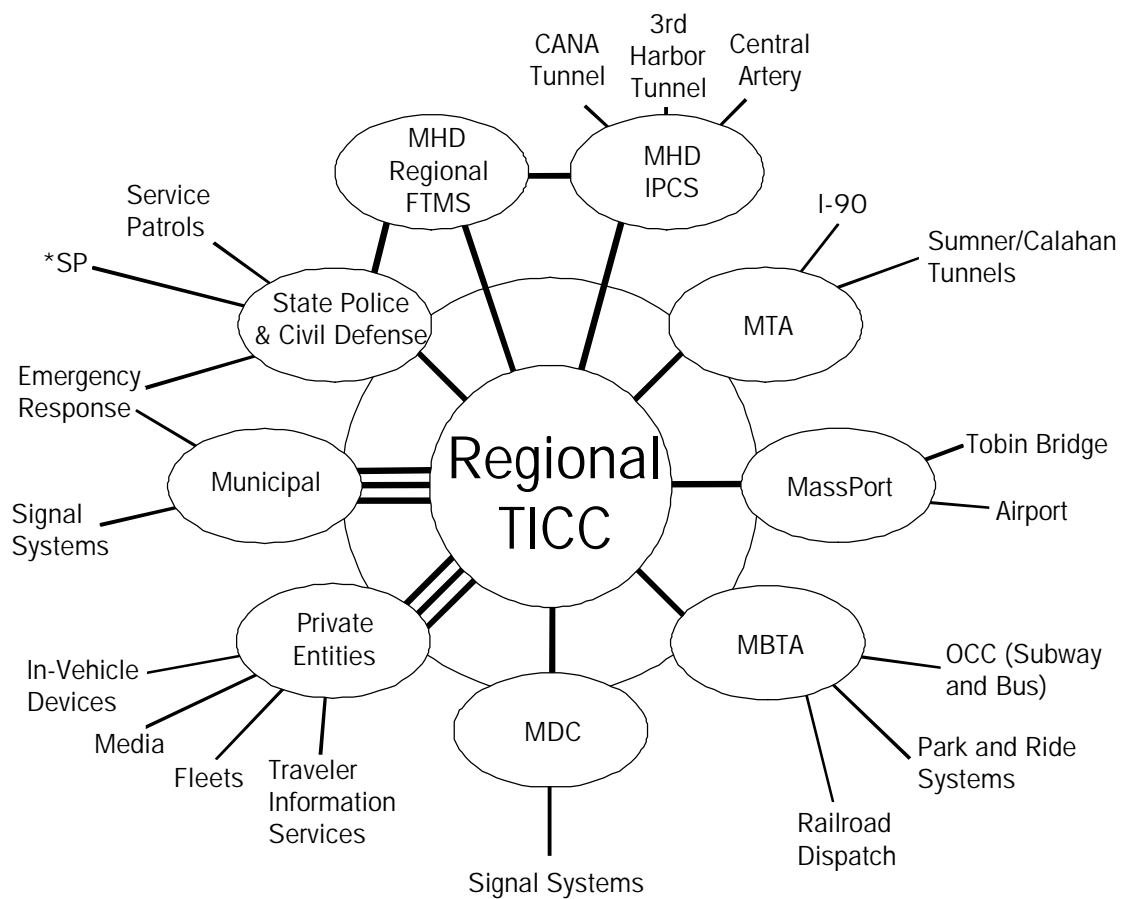 CANA
Tunnel
3rd
Harbor
Tunnel
Central
Artery
MHD
Regional
FTMS
MHD
IPCS
Service
Patrols
*SP
I-90
Sumner/Calahan
Tunnels
State Police
& Civil Defense
MTA
Emergency
Response
Municipal
Regional
TICC
MassPort
Tobin Bridge
Airport
Signal
Systems
Private
Entities
MBTA
In-Vehicle
Devices
Media
Fleets
Traveler
Information
Services
MDC
OCC (Subway
and Bus)
Park and Ride
Systems
Railroad
Dispatch
Signal Systems